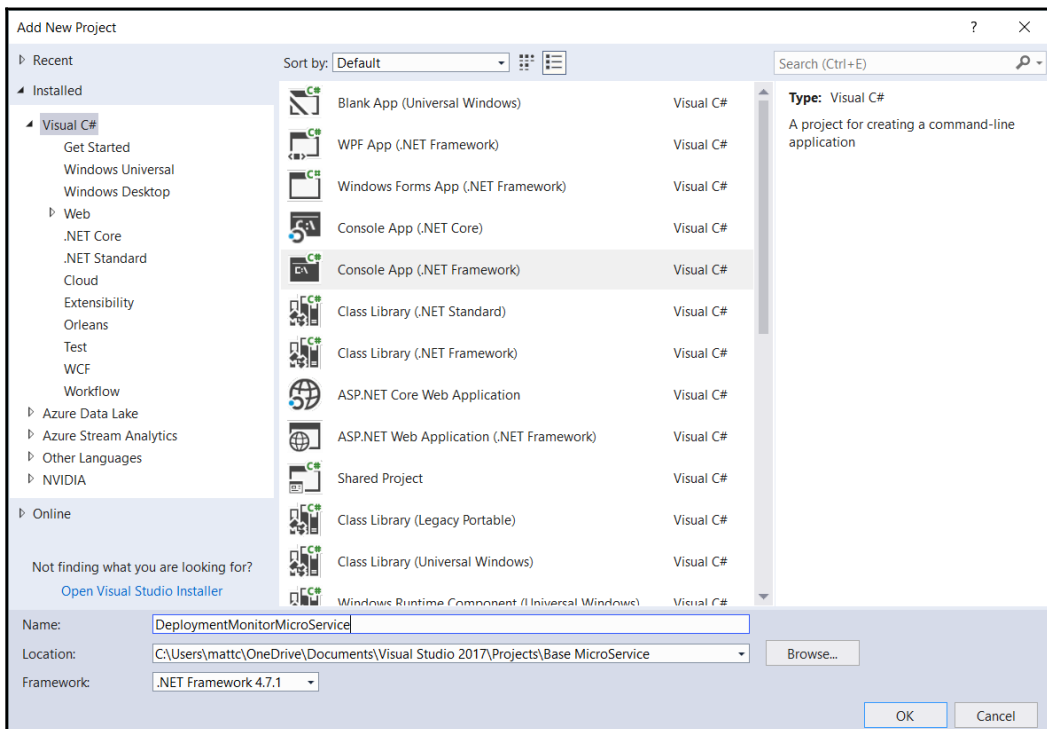 Add New Project
? ×
Recent
Installed
Visual C#
Get Started
Windows Universal
Windows Desktop
Web
.NET Core
.NET Standard
Cloud
Extensibility
Orleans
Test
WCF
Workflow
Azure Data Lake
Azure Stream Analytics
Other Languages
NVIDIA
Online
Not finding what you are looking for?
Open Visual Studio Installer
Sort by: Default
Search (Ctrl+E)
C# Blank App (Universal Windows) Visual C#
C# WPF App (.NET Framework) Visual C#
C# Windows Forms App (.NET Framework) Visual C#
C:\ Console App (.NET Core) Visual C#
C# Console App (.NET Framework) Visual C#
C# Class Library (.NET Standard) Visual C#
C# Class Library (.NET Framework) Visual C#
ASP.NET Core Web Application Visual C#
ASP.NET Web Application (.NET Framework) Visual C#
C# Shared Project Visual C#
C# Class Library (Legacy Portable) Visual C#
C# Class Library (Universal Windows) Visual C#
C# Windows Runtime Component (Universal Windows) Visual C#
Type: Visual C#
A project for creating a command-line
application
Name: DeploymentMonitorMicroService
Location: C:\Users\mattc\OneDrive\Documents\Visual Studio 2017\Projects\Base MicroService Browse...
Framework: .NET Framework 4.7.1
OK Cancel